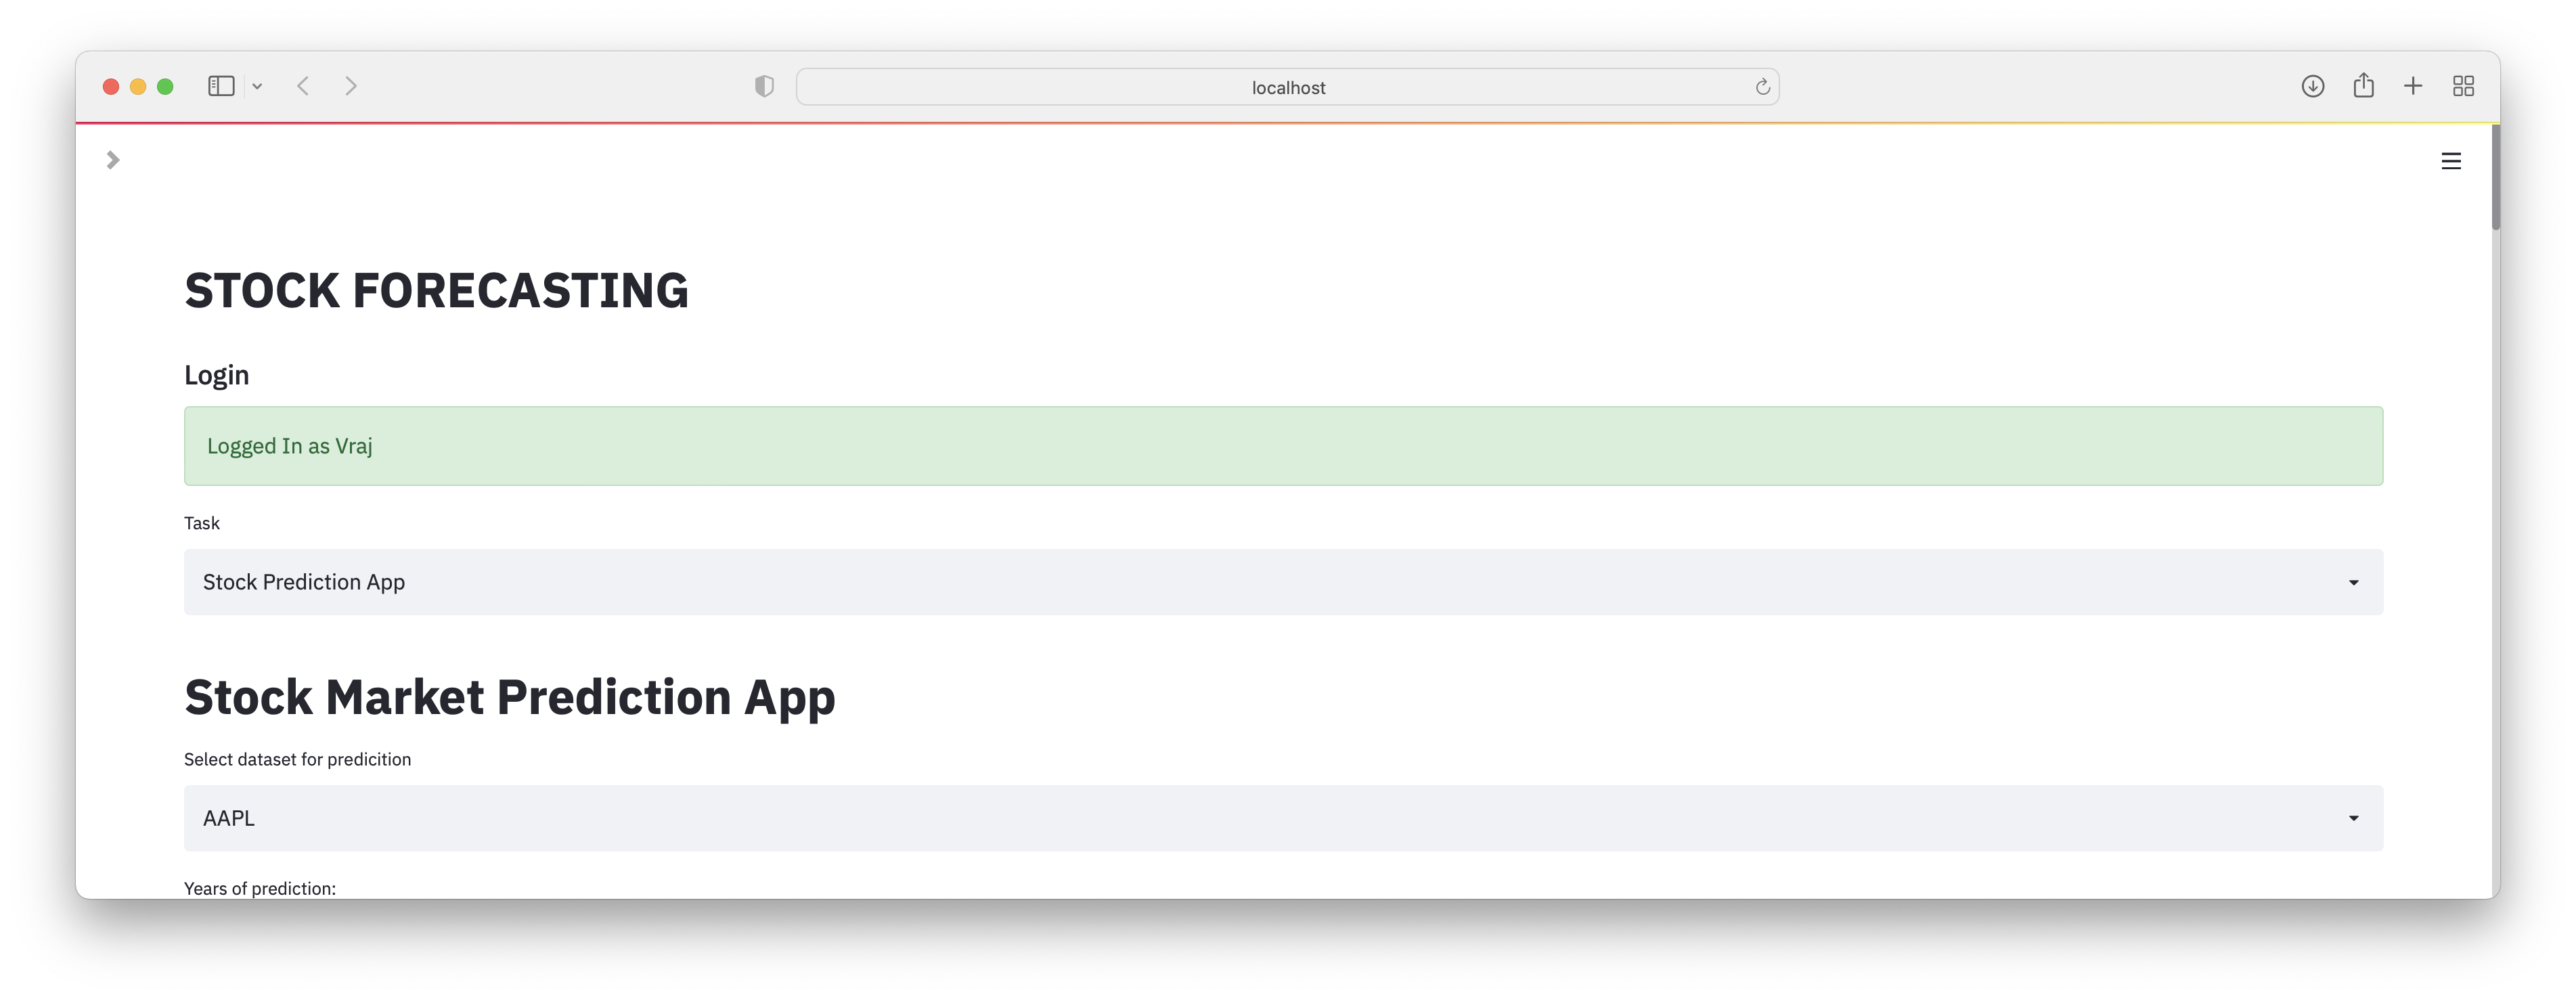 localhost
STOCK FORECASTING
Login
Logged In as Vraj
Task
Stock Prediction App
Stock Market Prediction App
Select dataset for predicition
AAPL
Years of prediction: